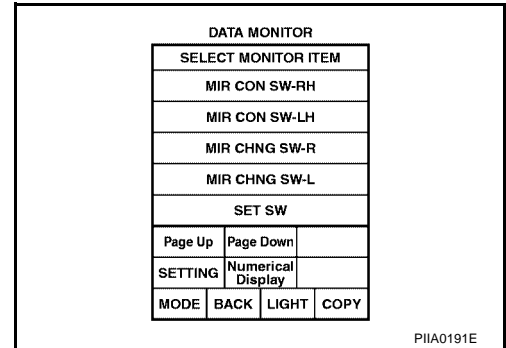 DATA MONITOR
SELECT MONITOR ITEM
MIR CON SW-RH
MIR CON SW-LH
MIR CHNG SW-R
MIR CHNG SW-L
SET SW
Page Up Page Down
SETTING Numerical
Display
MODE BACK LIGHT COPY
PIIA0191E